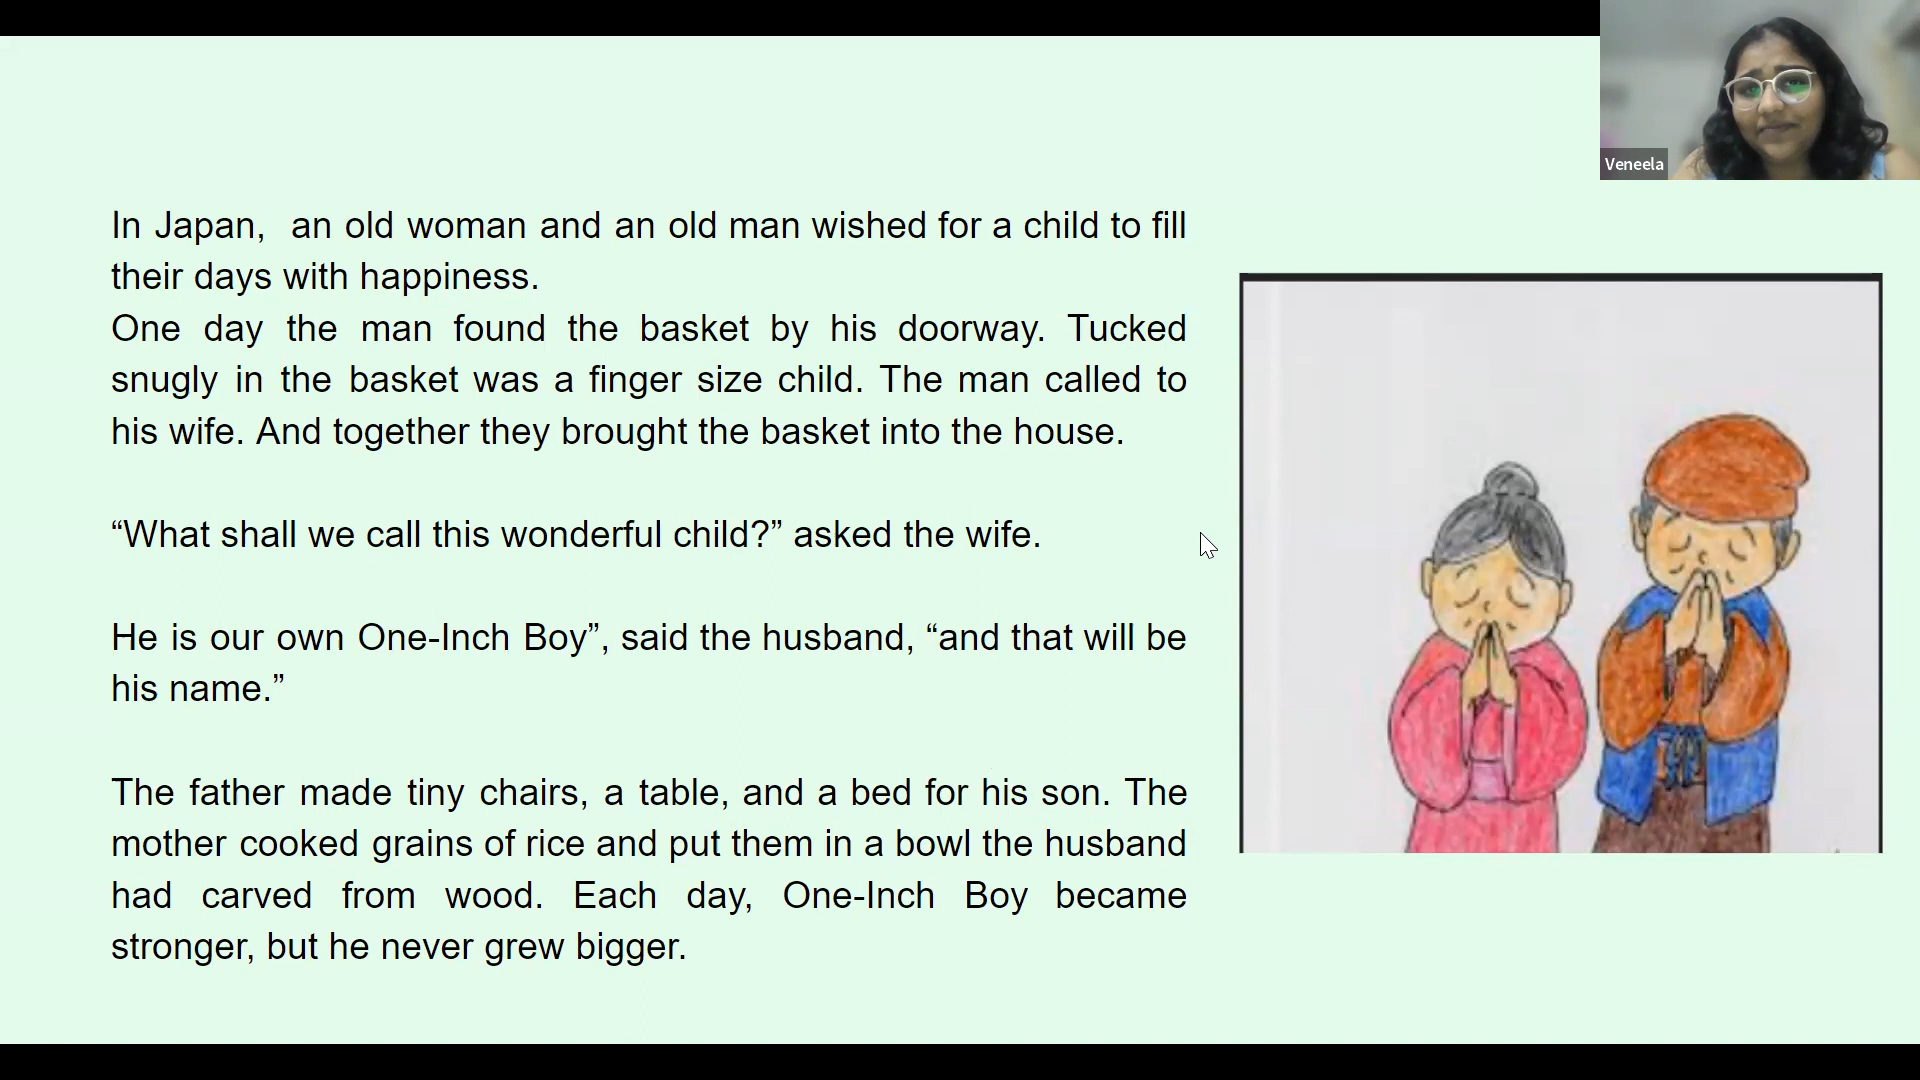 Veneela
In Japan,  an old woman and an old man wished for a child to fill
their days with happiness.
One day the man found the basket by his doorway. Tucked
snugly in the basket was a finger size child. The man called to
his wife. And together they brought the basket into the house.
“What shall we call this wonderful child?” asked the wife.
He is our own One-Inch Boy”, said the husband, “and that will be
his name.”
The father made tiny chairs, a table, and a bed for his son. The
mother cooked grains of rice and put them in a bowl the husband
had carved from wood. Each day, One-Inch Boy became
stronger, but he never grew bigger.